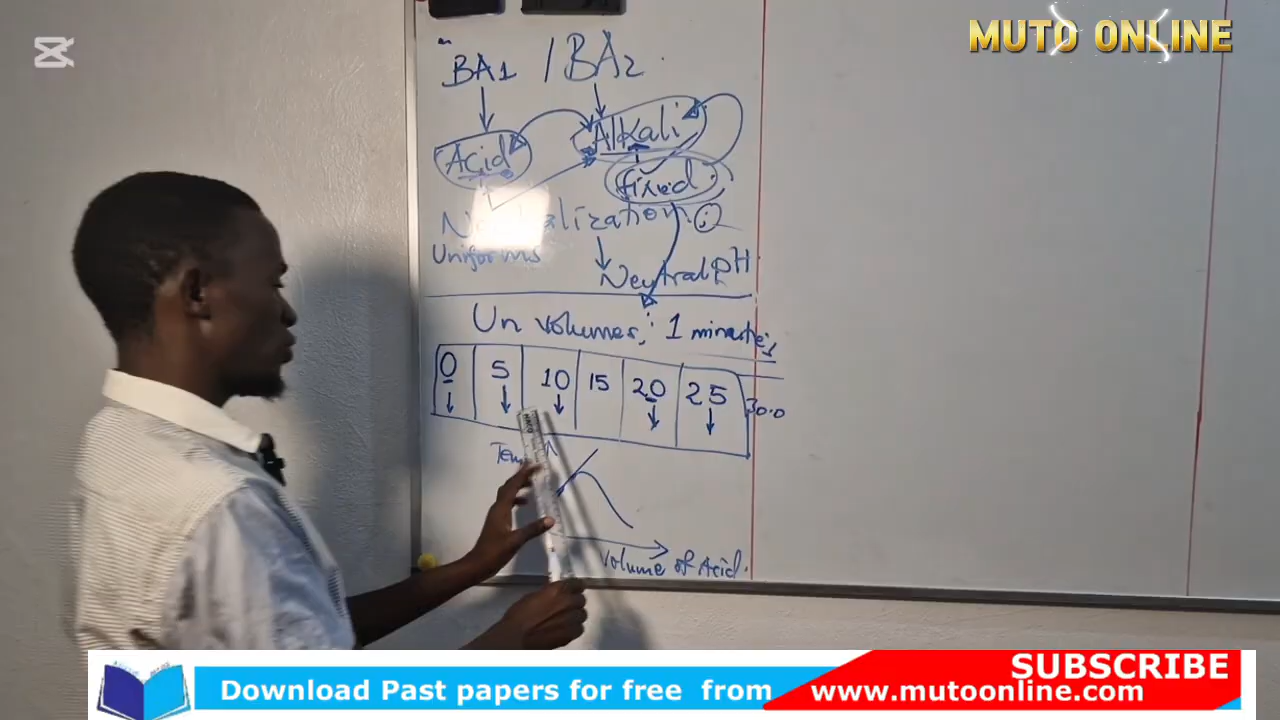 MUTO ONLINE
BA1 / BA2
Acid Alkali
fixed
Neutralization
Uniforms
Neutral pH
Un volumes; 1 minutes,
0 5 10 15 20 25 30.0
Volume of Acid.
SUBSCRIBE
Download Past papers for free from www.mutoonline.com